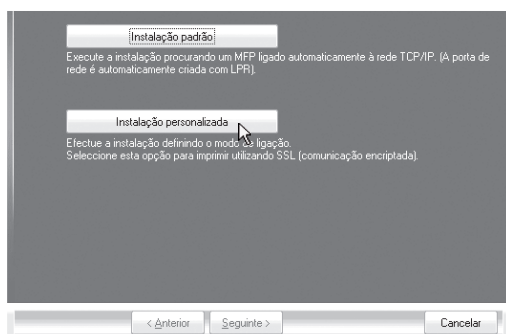 Instalação padrão
Execute a instalação procurando um MFP ligado automaticamente à rede TCP/IP. (A porta de
rede é automaticamente criada com LPR).
Instalação personalizada
Efectue a instalação definindo o modo de ligação.
Seleccione esta opção para imprimir utilizando SSL (comunicação encriptada).
< Anterior
Seguinte >
Cancelar